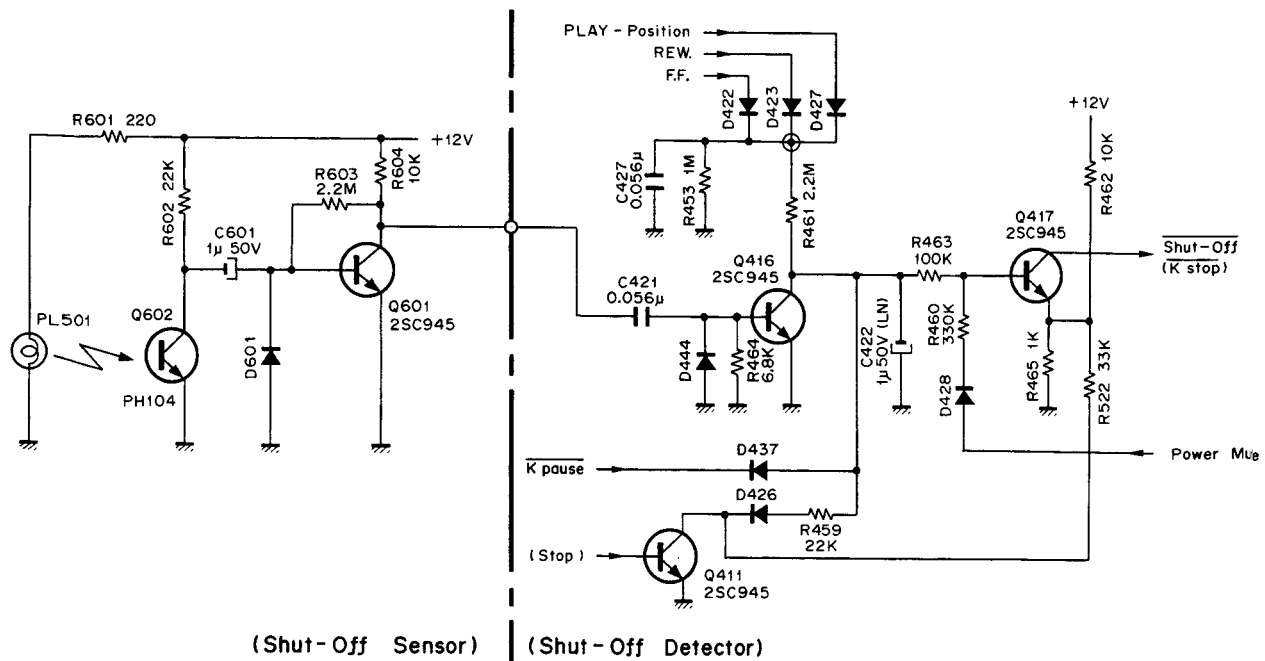 PLAY - Position
REW.
F.F.
D422
D423
D427
+12V
R601 220
+12V
R602 22K
R603
2.2M
R604
10K
C427
0.056μ
R453 1M
R461 2.2M
R462 10K
C601
1μ 50V
Q417
2SC945
Shut-Off
(K stop)
R463
100K
Q416
2SC945
C421
0.056μ
PL501
Q602
Q601
2SC945
D601
PH104
D444
R464
6.8K
C422
1μ 50V (LN)
R460
330K
D428
R465 1K
R522 33K
K pause
D437
Power Mu
D426
R459
22K
(Stop)
Q411
2SC945
(Shut-Off Sensor)
(Shut-Off Detector)